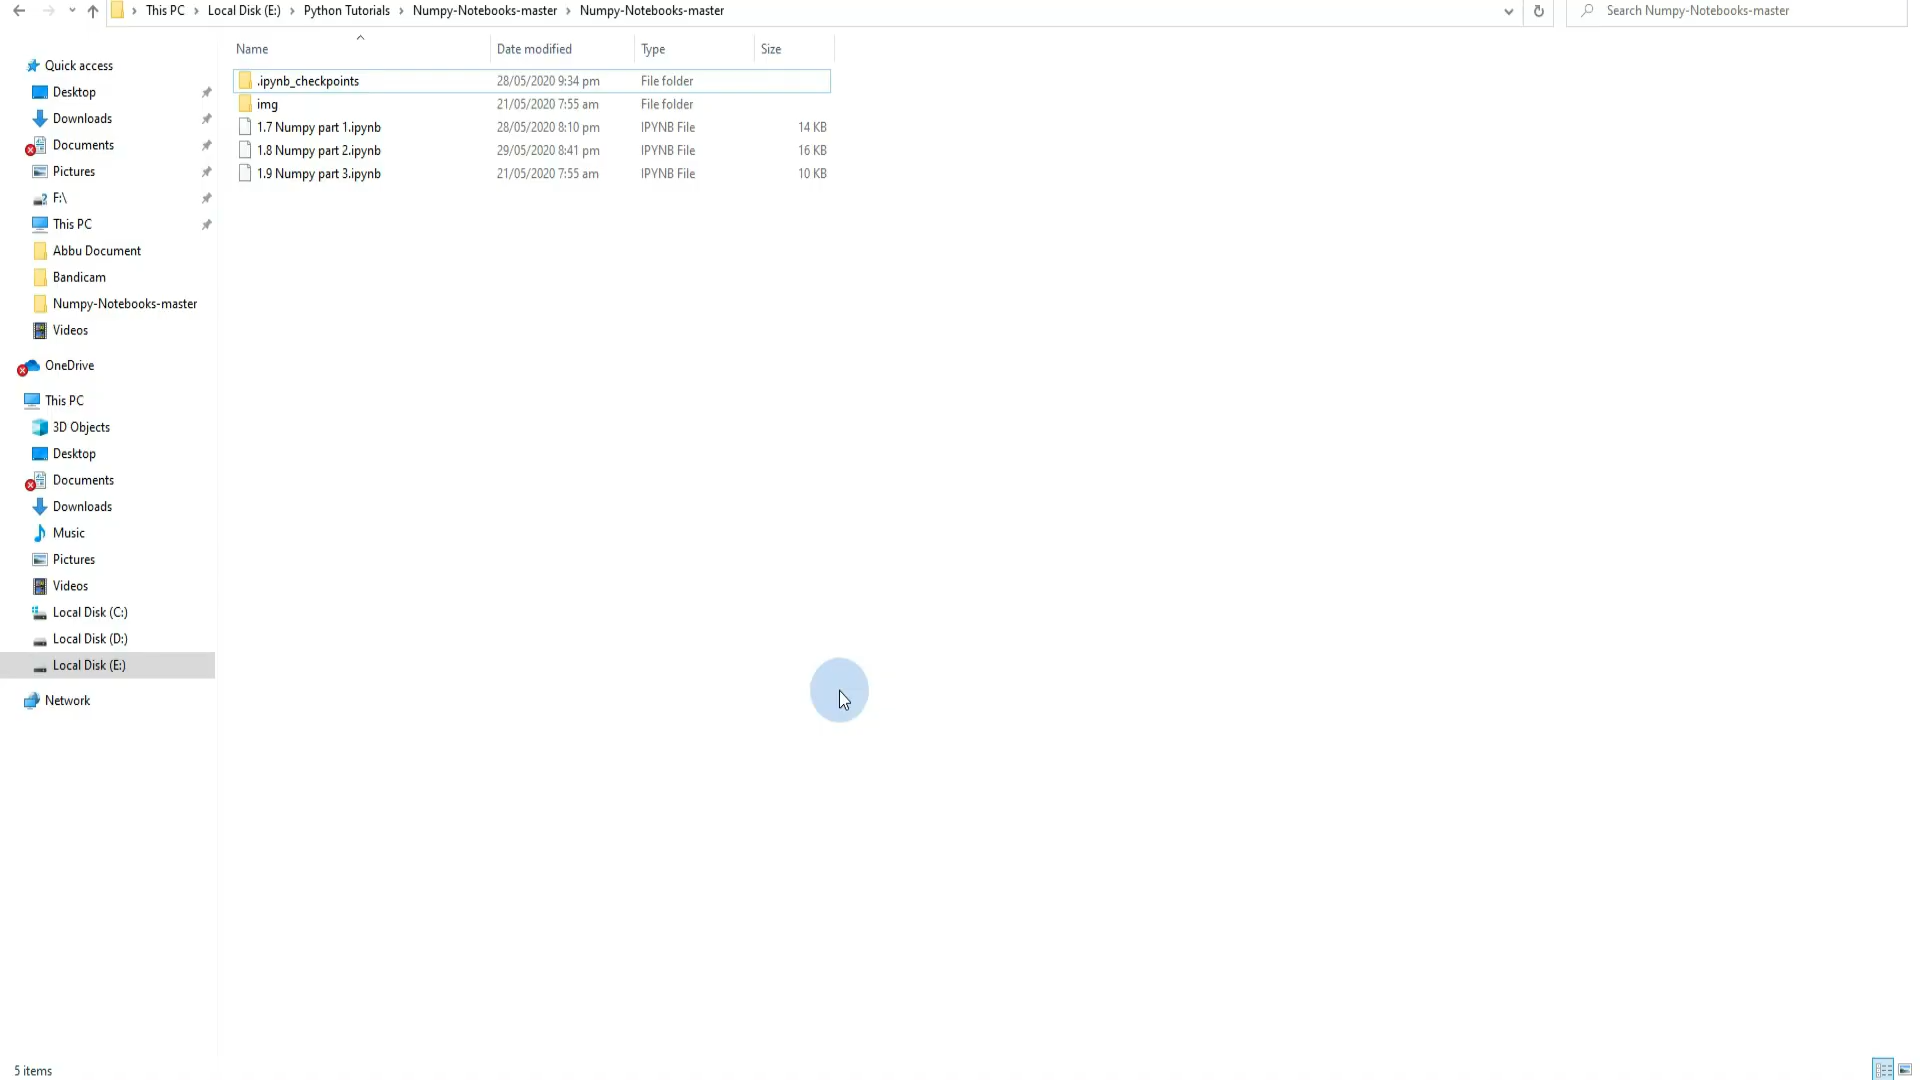 This PC › Local Disk (E:) › Python Tutorials › Numpy-Notebooks-master › Numpy-Notebooks-master
Search Numpy-Notebooks-master
Name Date modified Type Size
.ipynb_checkpoints 28/05/2020 9:34 pm File folder
img 21/05/2020 7:55 am File folder
1.7 Numpy part 1.ipynb 28/05/2020 8:10 pm IPYNB File 14 KB
1.8 Numpy part 2.ipynb 29/05/2020 8:41 pm IPYNB File 16 KB
1.9 Numpy part 3.ipynb 21/05/2020 7:55 am IPYNB File 10 KB
Quick access
Desktop
Downloads
Documents
Pictures
F:\
This PC
Abbu Document
Bandicam
Numpy-Notebooks-master
Videos
OneDrive
This PC
3D Objects
Desktop
Documents
Downloads
Music
Pictures
Videos
Local Disk (C:)
Local Disk (D:)
Local Disk (E:)
Network
5 items